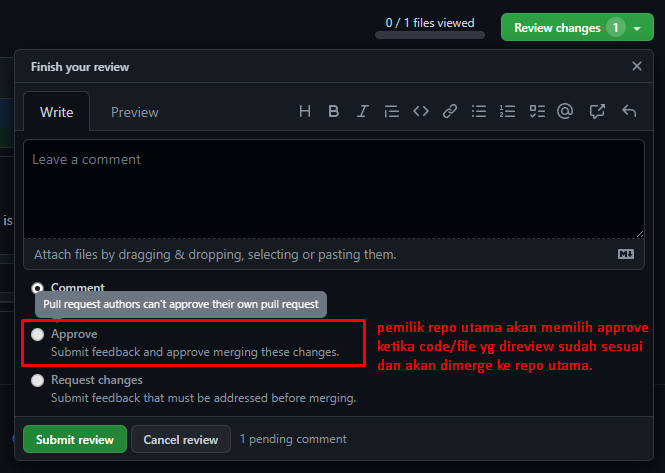 0 / 1 files viewed
Review changes 1
Finish your review
Write Preview
Leave a comment
Attach files by dragging & dropping, selecting or pasting them.
is
Comment
Pull request authors can't approve their own pull request
Approve
Submit feedback and approve merging these changes.
pemilik repo utama akan memilih approve
ketika code/file yg direview sudah sesuai
dan akan dimerge ke repo utama.
Request changes
Submit feedback that must be addressed before merging.
Submit review Cancel review 1 pending comment